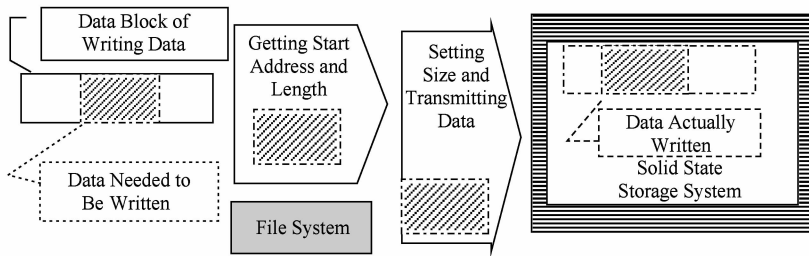 Data Block of
Writing Data
Data Needed to
Be Written
Getting Start
Address and
Length
File System
Setting
Size and
Transmitting
Data
Data Actually
Written
Solid State
Storage System